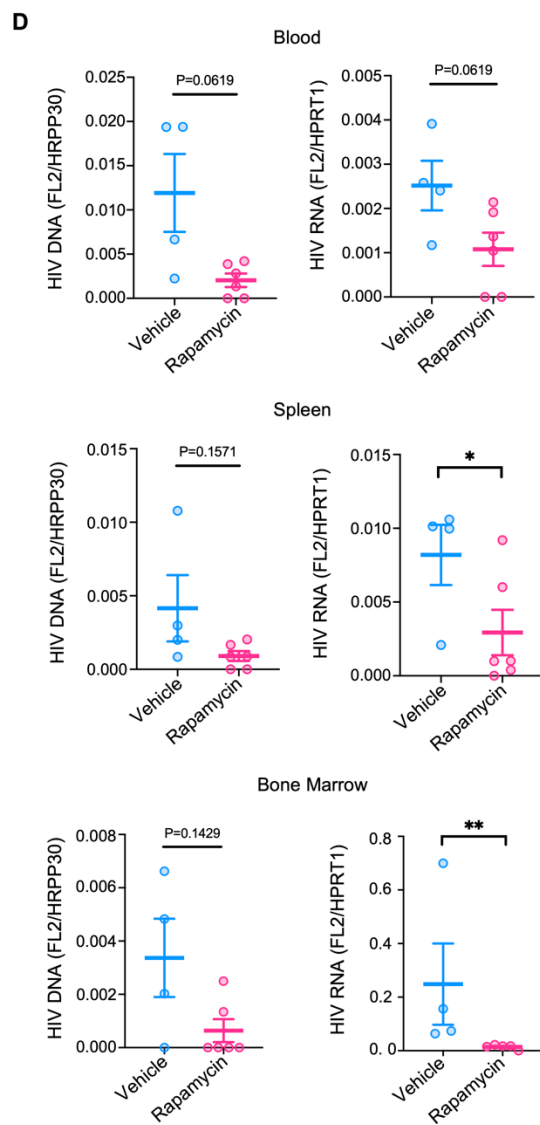 D
Blood
P=0.0619
HIV DNA (FL2/HRPP30)
0.025
0.020
0.015
0.010
0.005
0.000
Vehicle
Rapamycin
P=0.0619
HIV RNA (FL2/HPRT1)
0.005
0.004
0.003
0.002
0.001
0.000
Vehicle
Rapamycin
Spleen
P=0.1571
HIV DNA (FL2/HRPP30)
0.015
0.010
0.005
0.000
Vehicle
Rapamycin
*
HIV RNA (FL2/HPRT1)
0.015
0.010
0.005
0.000
Vehicle
Rapamycin
Bone Marrow
P=0.1429
HIV DNA (FL2/HRPP30)
0.008
0.006
0.004
0.002
0.000
Vehicle
Rapamycin
**
HIV RNA (FL2/HPRT1)
0.8
0.6
0.4
0.2
0.0
Vehicle
Rapamycin